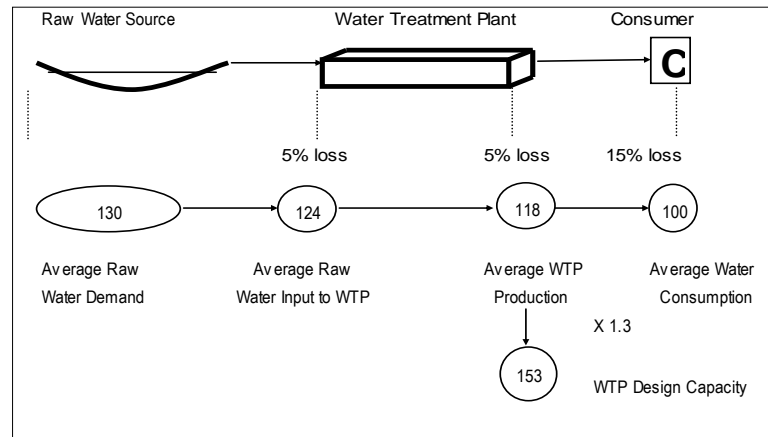 Raw Water Source
Water Treatment Plant
Consumer
C
5% loss
5% loss
15% loss
130
124
118
100
Average Raw
Water Demand
Average Raw
Water Input to WTP
Average WTP
Production
Average Water
Consumption
X 1.3
153
WTP Design Capacity